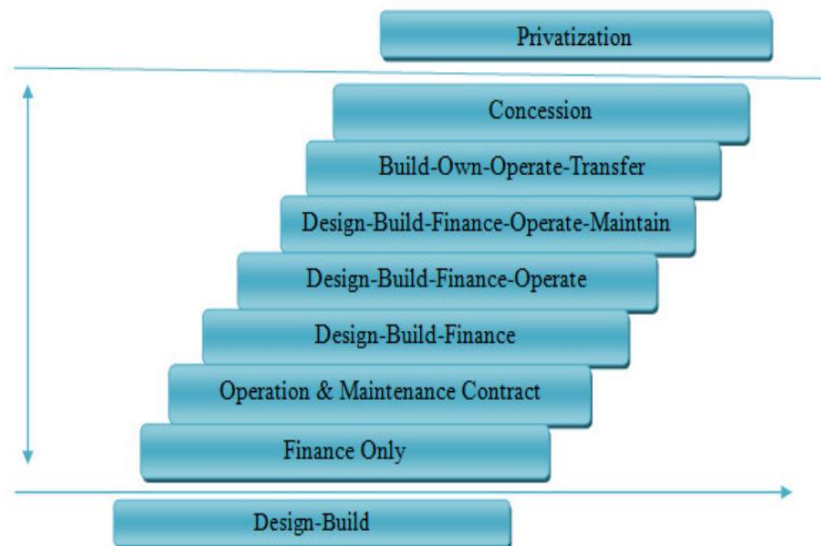 Privatization
Concession
Build-Own-Operate-Transfer
Design-Build-Finance-Operate-Maintain
Design-Build-Finance-Operate
Design-Build-Finance
Operation & Maintenance Contract
Finance Only
Design-Build